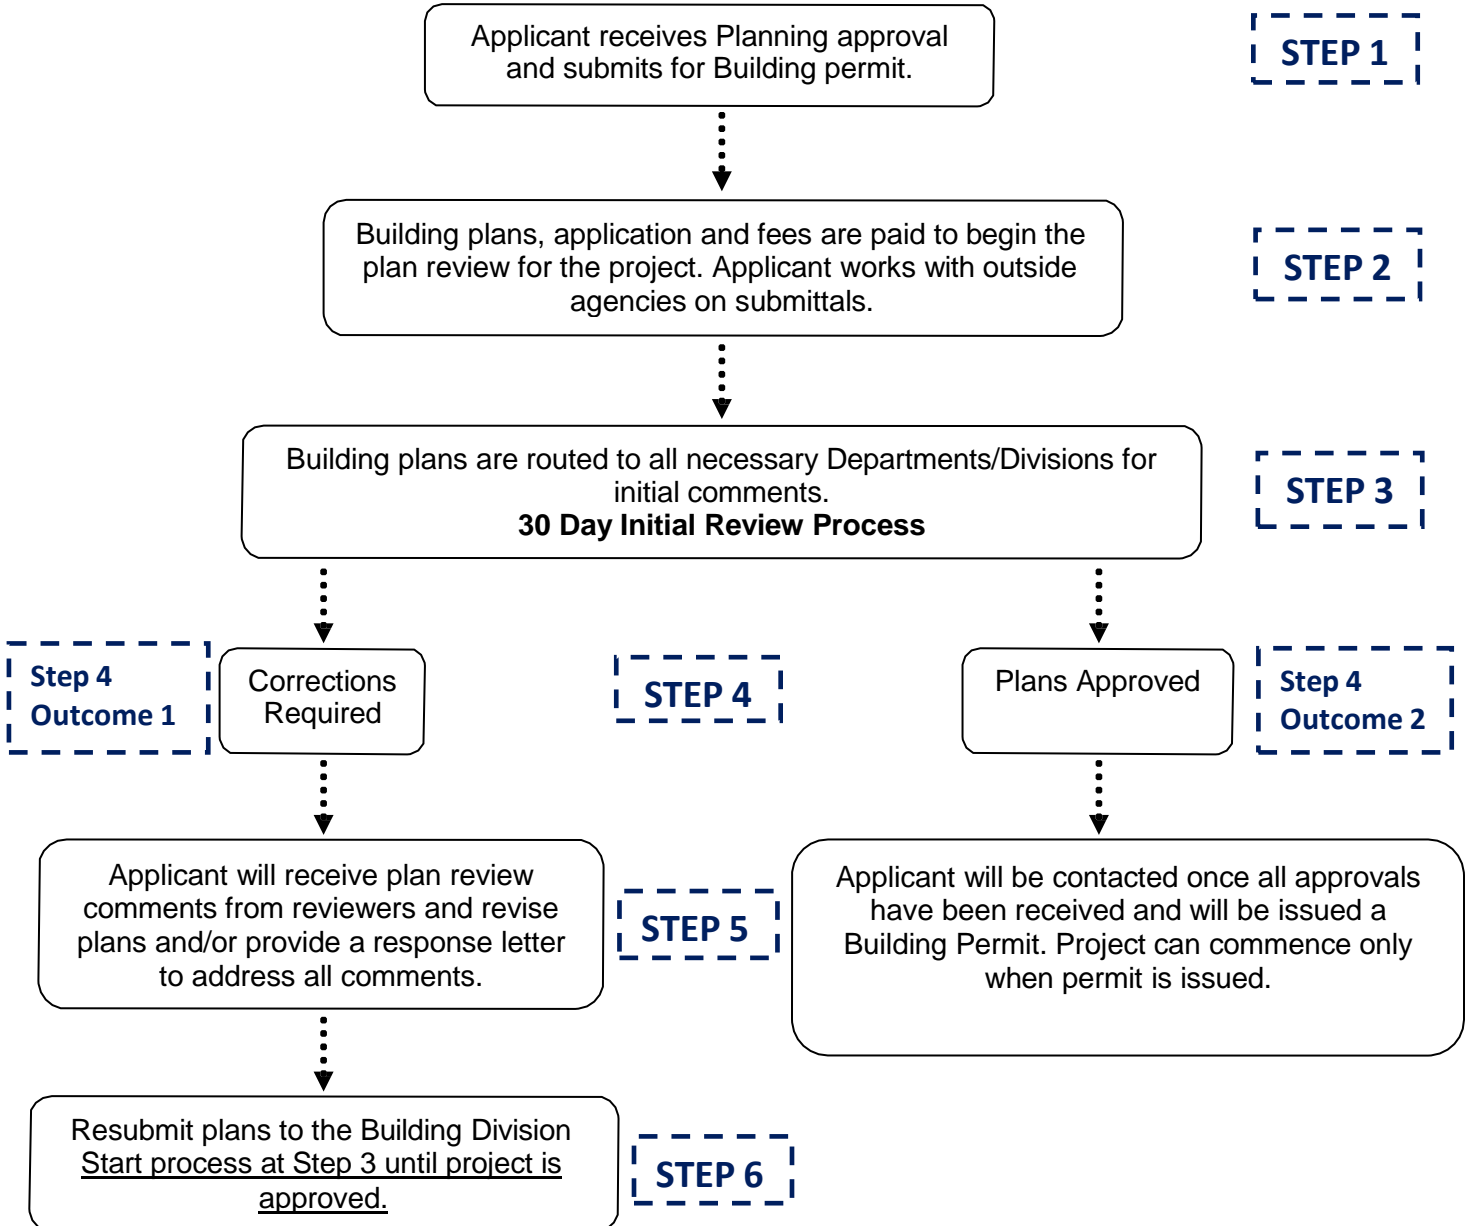 Applicant receives Planning approval
and submits for Building permit.
STEP 1
Building plans, application and fees are paid to begin the
plan review for the project. Applicant works with outside
agencies on submittals.
STEP 2
Building plans are routed to all necessary Departments/Divisions for
initial comments.
30 Day Initial Review Process
STEP 3
Step 4
Outcome 1
Corrections
Required
STEP 4
Plans Approved
Step 4
Outcome 2
Applicant will receive plan review
comments from reviewers and revise
plans and/or provide a response letter
to address all comments.
STEP 5
Applicant will be contacted once all approvals
have been received and will be issued a
Building Permit. Project can commence only
when permit is issued.
Resubmit plans to the Building Division
Start process at Step 3 until project is
approved.
STEP 6